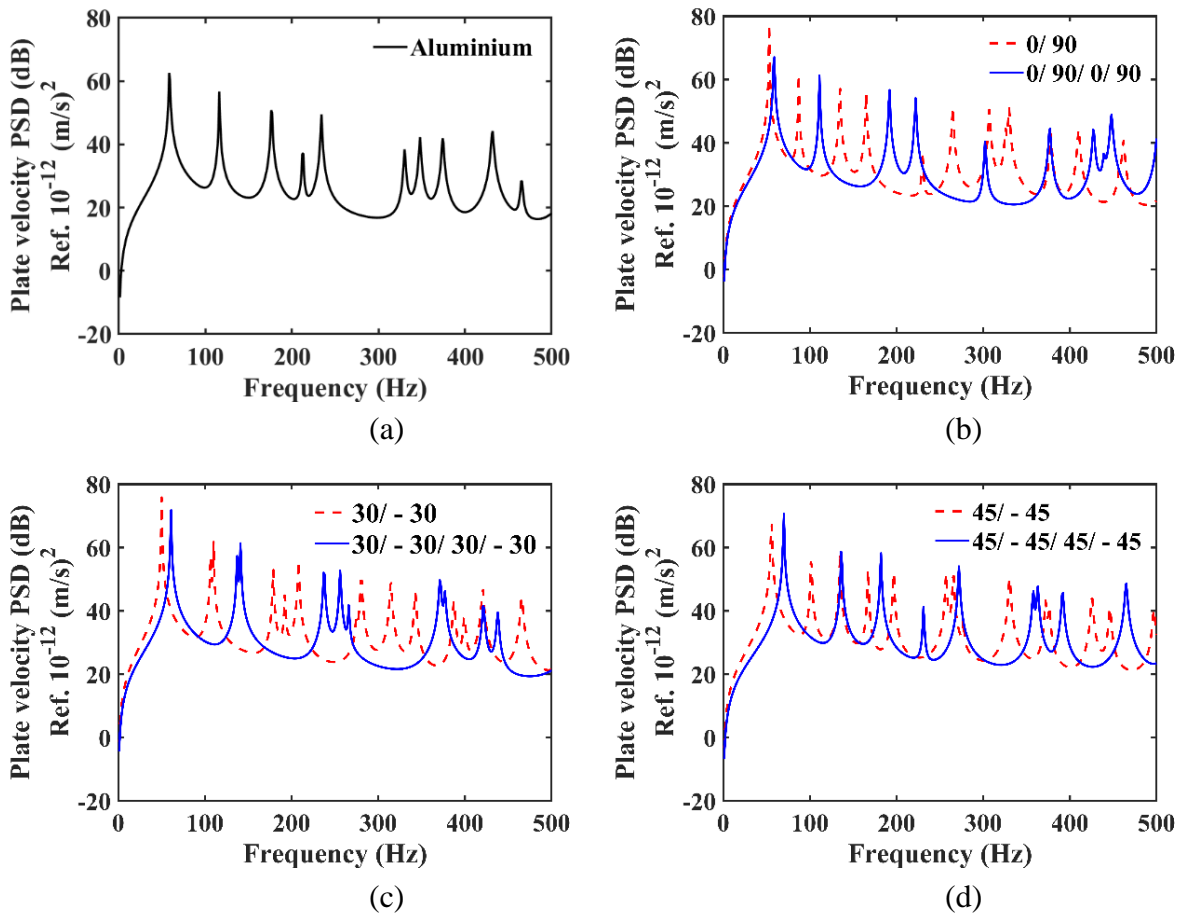 80
60
40
20
0
-20
Plate velocity PSD (dB)
Ref. 10⁻¹² (m/s)²
Aluminium
0 100 200 300 400 500
Frequency (Hz)
(a)
80
60
40
20
0
-20
Plate velocity PSD (dB)
Ref. 10⁻¹² (m/s)²
0/ 90
0/ 90/ 0/ 90
0 100 200 300 400 500
Frequency (Hz)
(b)
80
60
40
20
0
-20
Plate velocity PSD (dB)
Ref. 10⁻¹² (m/s)²
30/ - 30
30/ - 30/ 30/ - 30
0 100 200 300 400 500
Frequency (Hz)
(c)
80
60
40
20
0
-20
Plate velocity PSD (dB)
Ref. 10⁻¹² (m/s)²
45/ - 45
45/ - 45/ 45/ - 45
0 100 200 300 400 500
Frequency (Hz)
(d)